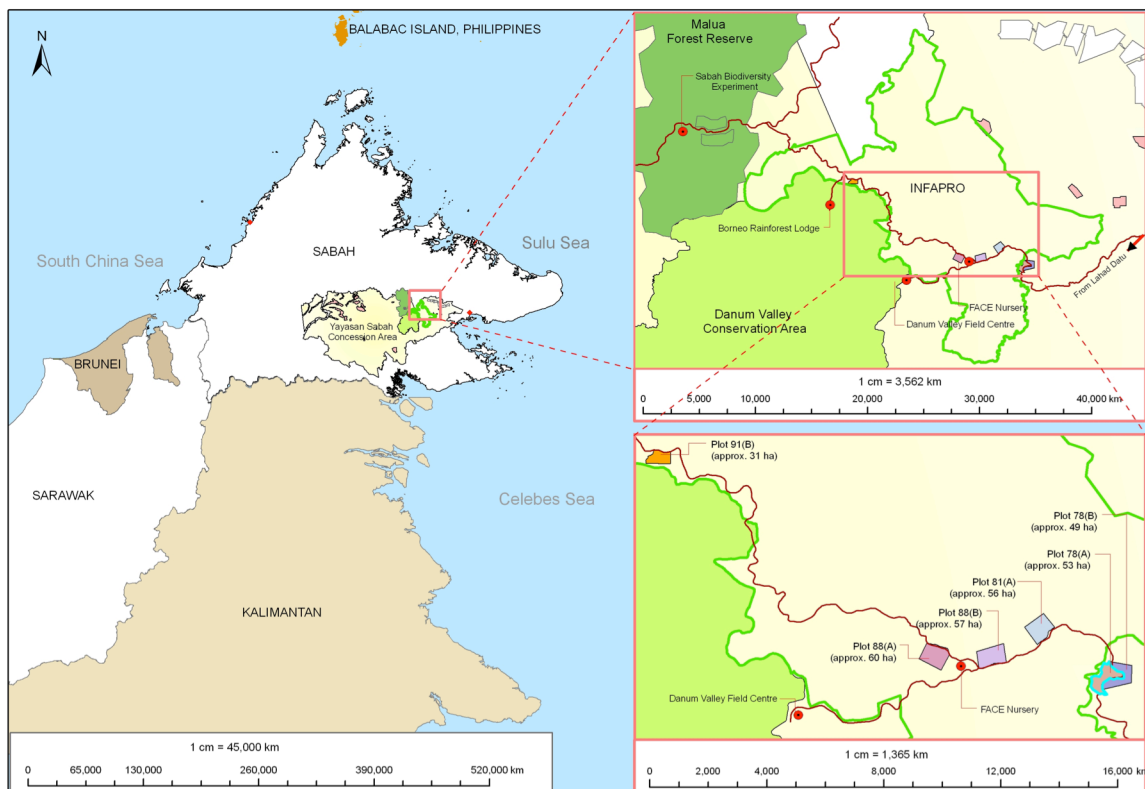 N
BALABAC ISLAND, PHILIPPINES
South China Sea
SABAH
Sulu Sea
Yayasan Sabah
Concession Area
BRUNEI
SARAWAK
Celebes Sea
KALIMANTAN
1 cm = 45,000 km
0 65,000 130,000 260,000 390,000 520,000 km
Malua
Forest Reserve
Sabah Biodiversity
Experiment
INFAPRO
Borneo Rainforest Lodge
From Lahad Datu
FACE Nursery
Danum Valley
Conservation Area
Danum Valley Field Centre
1 cm = 3,562 km
0 5,000 10,000 20,000 30,000 40,000 km
Plot 91(B)
(approx. 31 ha)
Plot 78(B)
(approx. 49 ha)
Plot 78(A)
(approx. 53 ha)
Plot 81(A)
(approx. 56 ha)
Plot 88(B)
(approx. 57 ha)
Plot 88(A)
(approx. 60 ha)
Danum Valley Field Centre
FACE Nursery
1 cm = 1,365 km
0 2,000 4,000 8,000 12,000 16,000 km